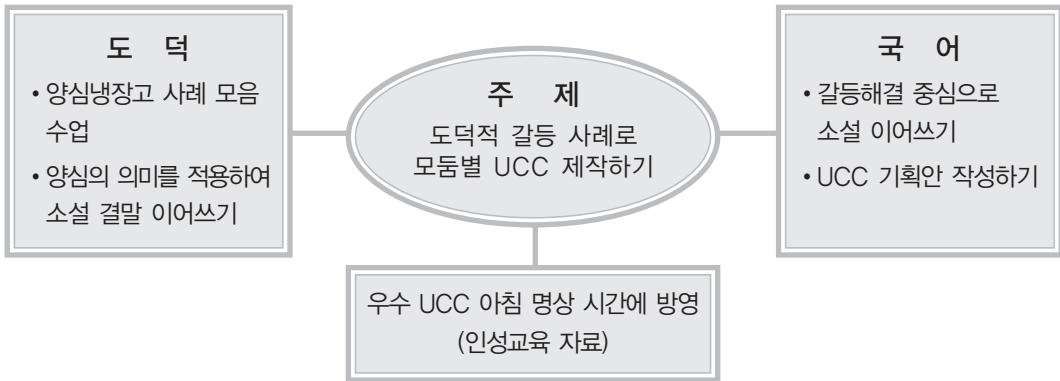 도 덕
• 양심냉장고 사례 모음
수업
• 양심의 의미를 적용하여
소설 결말 이어쓰기
주 제
도덕적 갈등 사례로
모둠별 UCC 제작하기
국 어
• 갈등해결 중심으로
소설 이어쓰기
• UCC 기획안 작성하기
우수 UCC 아침 명상 시간에 방영
(인성교육 자료)